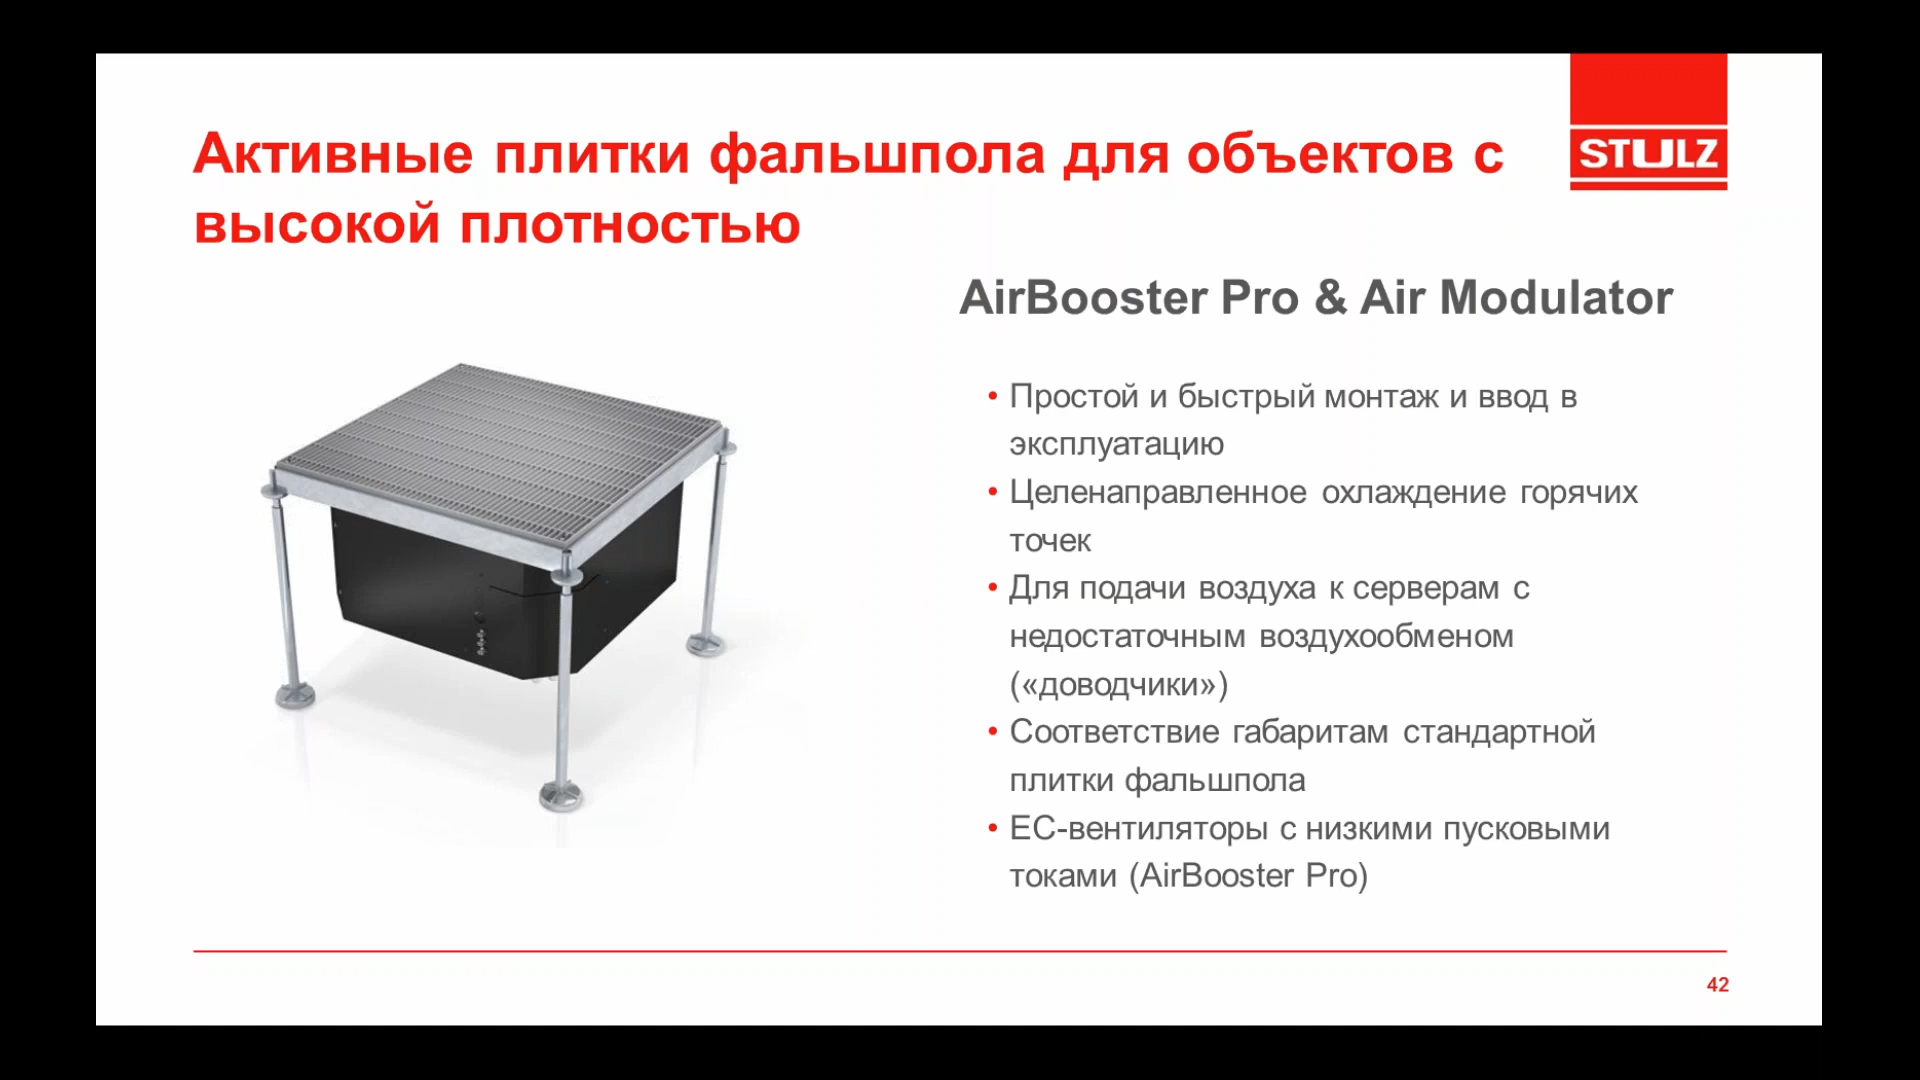 STULZ
Активные плитки фальшпола для объектов с
высокой плотностью
AirBooster Pro & Air Modulator
• Простой и быстрый монтаж и ввод в
эксплуатацию
• Целенаправленное охлаждение горячих
точек
• Для подачи воздуха к серверам с
недостаточным воздухообменом
(«доводчики»)
• Соответствие габаритам стандартной
плитки фальшпола
• ЕС-вентиляторы с низкими пусковыми
токами (AirBooster Pro)
42